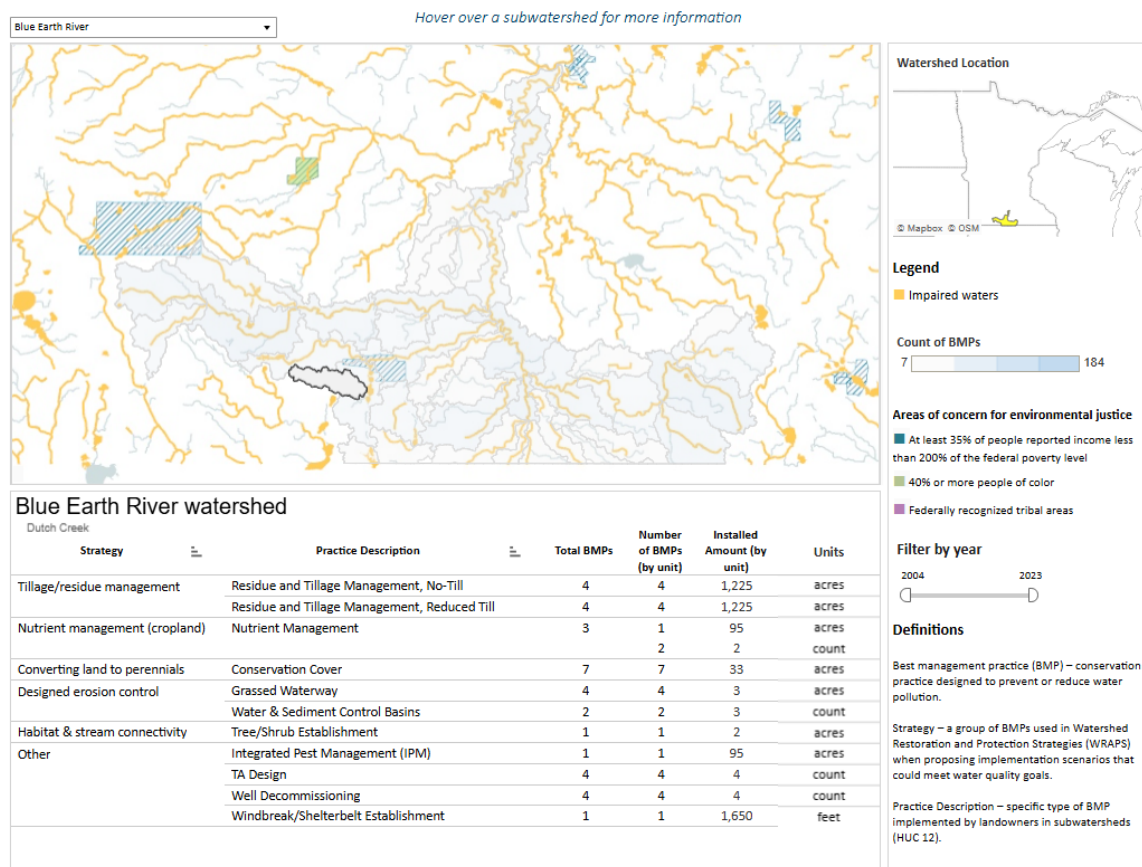 Blue Earth River
Hover over a subwatershed for more information
Watershed Location
© Mapbox © OSM
Legend
Impaired waters
Count of BMPs
7 184
Areas of concern for environmental justice
At least 35% of people reported income less
than 200% of the federal poverty level
40% or more people of color
Federally recognized tribal areas
Filter by year
2004 2023
Definitions
Best management practice (BMP) – conservation
practice designed to prevent or reduce water
pollution.
Strategy – a group of BMPs used in Watershed
Restoration and Protection Strategies (WRAPS)
when proposing implementation scenarios that
could meet water quality goals.
Practice Description – specific type of BMP
implemented by landowners in subwatersheds
(HUC 12).
Blue Earth River watershed
Dutch Creek
Strategy Practice Description Total BMPs Number of BMPs (by unit) Installed Amount (by unit) Units
Tillage/residue management Residue and Tillage Management, No-Till 4 4 1,225 acres
Residue and Tillage Management, Reduced Till 4 4 1,225 acres
Nutrient management (cropland) Nutrient Management 3 1 95 acres
2 2 count
Converting land to perennials Conservation Cover 7 7 33 acres
Designed erosion control Grassed Waterway 4 4 3 acres
Water & Sediment Control Basins 2 2 3 count
Habitat & stream connectivity Tree/Shrub Establishment 1 1 2 acres
Other Integrated Pest Management (IPM) 1 1 95 acres
TA Design 4 4 4 count
Well Decommissioning 4 4 4 count
Windbreak/Shelterbelt Establishment 1 1 1,650 feet